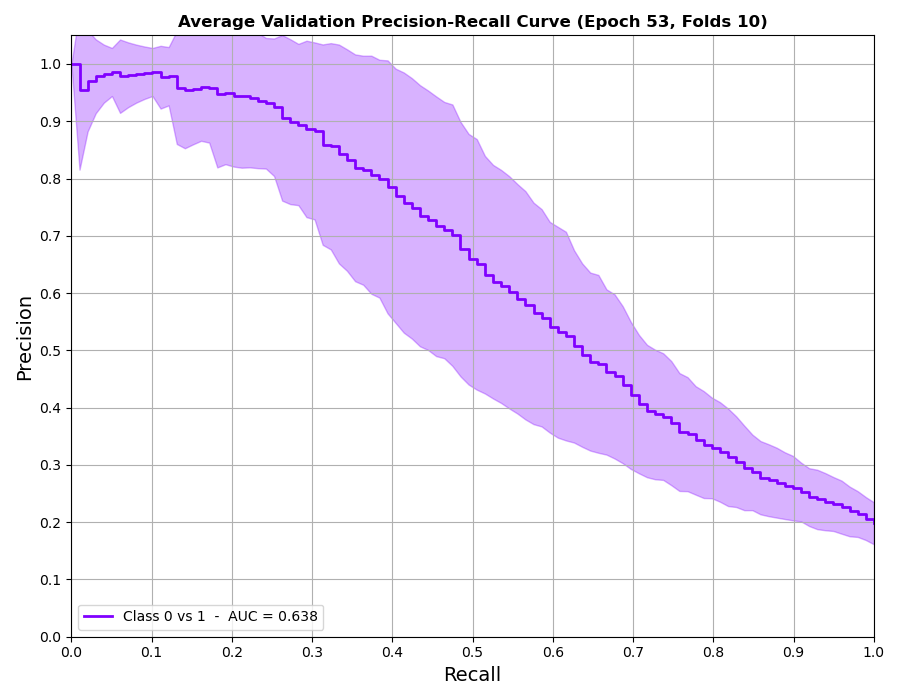 Average Validation Precision-Recall Curve (Epoch 53, Folds 10)
Precision
1.0
0.9
0.8
0.7
0.6
0.5
0.4
0.3
0.2
0.1
0.0
Class 0 vs 1 - AUC = 0.638
0.0 0.1 0.2 0.3 0.4 0.5 0.6 0.7 0.8 0.9 1.0
Recall